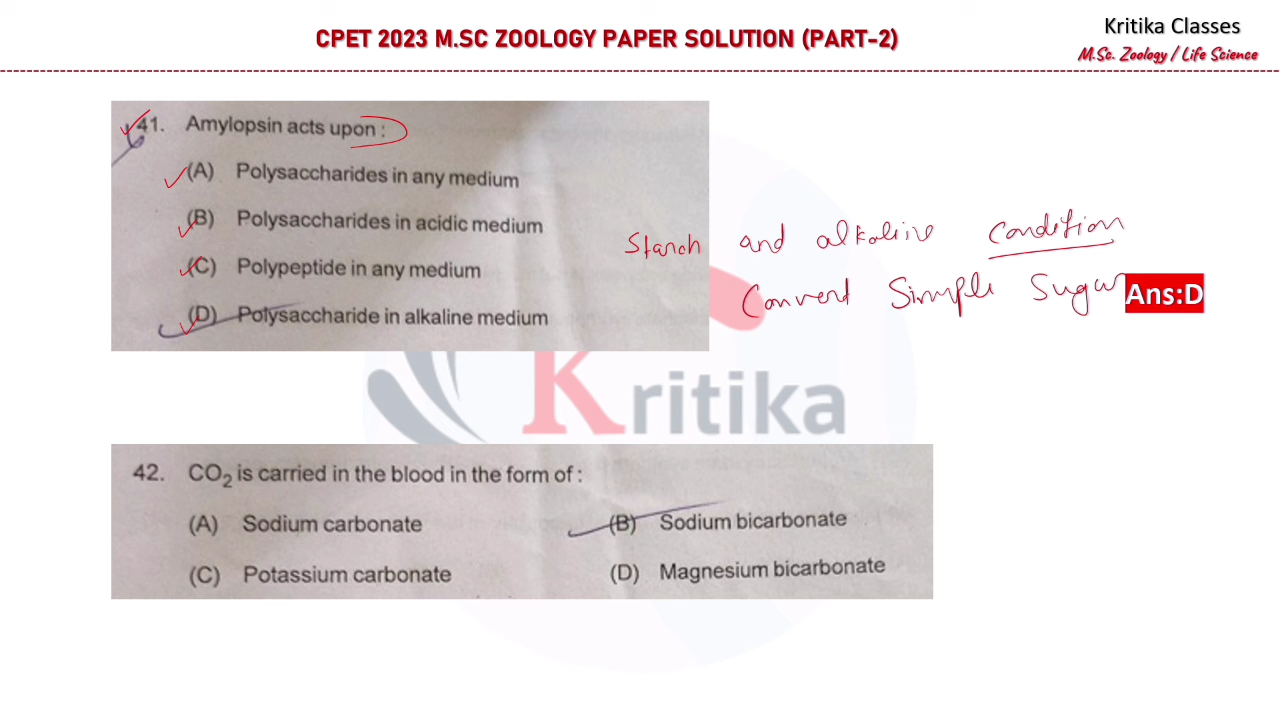 CPET 2023 M.SC ZOOLOGY PAPER SOLUTION (PART-2)
Kritika Classes
M.Sc. Zoology / Life Science
41. Amylopsin acts upon :
(A) Polysaccharides in any medium
(B) Polysaccharides in acidic medium
(C) Polypeptide in any medium
(D) Polysaccharide in alkaline medium
Starch and alkaline condition
Convert Simple Sugar
Ans:D
Kritika
42. CO₂ is carried in the blood in the form of :
(A) Sodium carbonate
(B) Sodium bicarbonate
(C) Potassium carbonate
(D) Magnesium bicarbonate